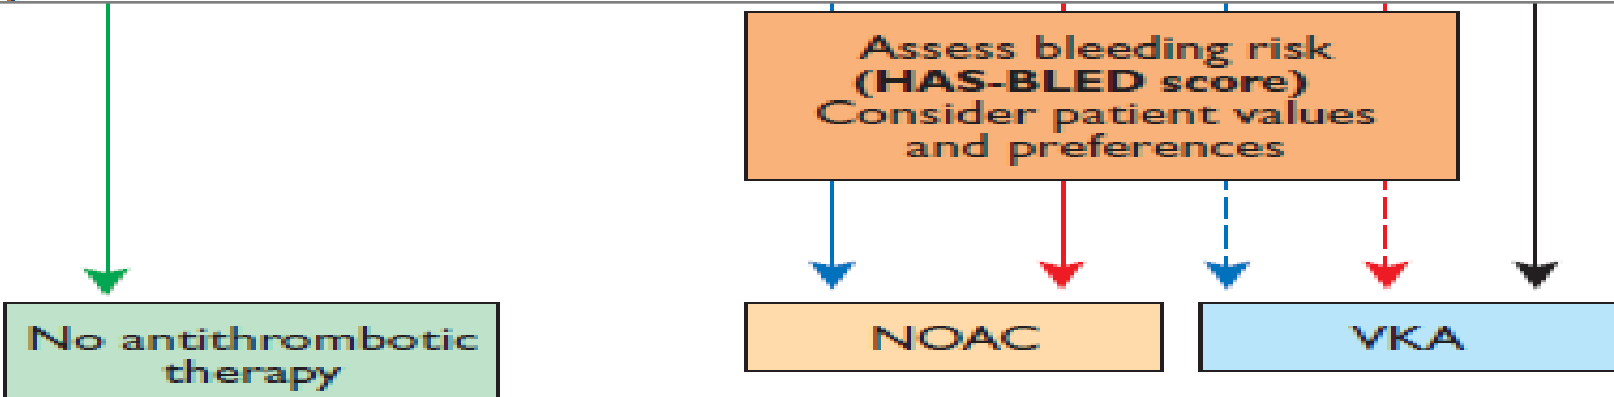 Assess bleeding risk
(HAS-BLED score)
Consider patient values
and preferences
No antithrombotic
therapy
NOAC
VKA